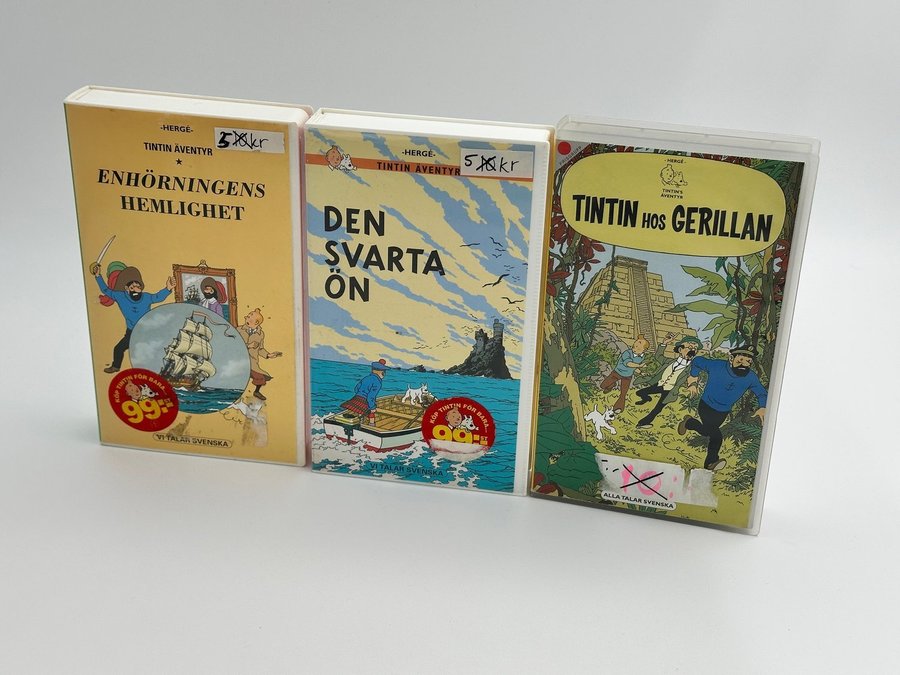 -HERGÉ-
5 kr
TINTIN ÄVENTYR
ENHÖRNINGENS
HEMLIGHET
KÖP TINTIN FÖR BARA...
99:-
VI TALAR SVENSKA
-HERGÉ-
5 kr
TINTIN ÄVENTYR
DEN
SVARTA
ÖN
KÖP TINTIN FÖR BARA...
99:-
VI TALAR SVENSKA
-HERGÉ-
TINTIN'S
ÄVENTYR
TINTIN HOS GERILLAN
10
ALLA TALAR SVENSKA